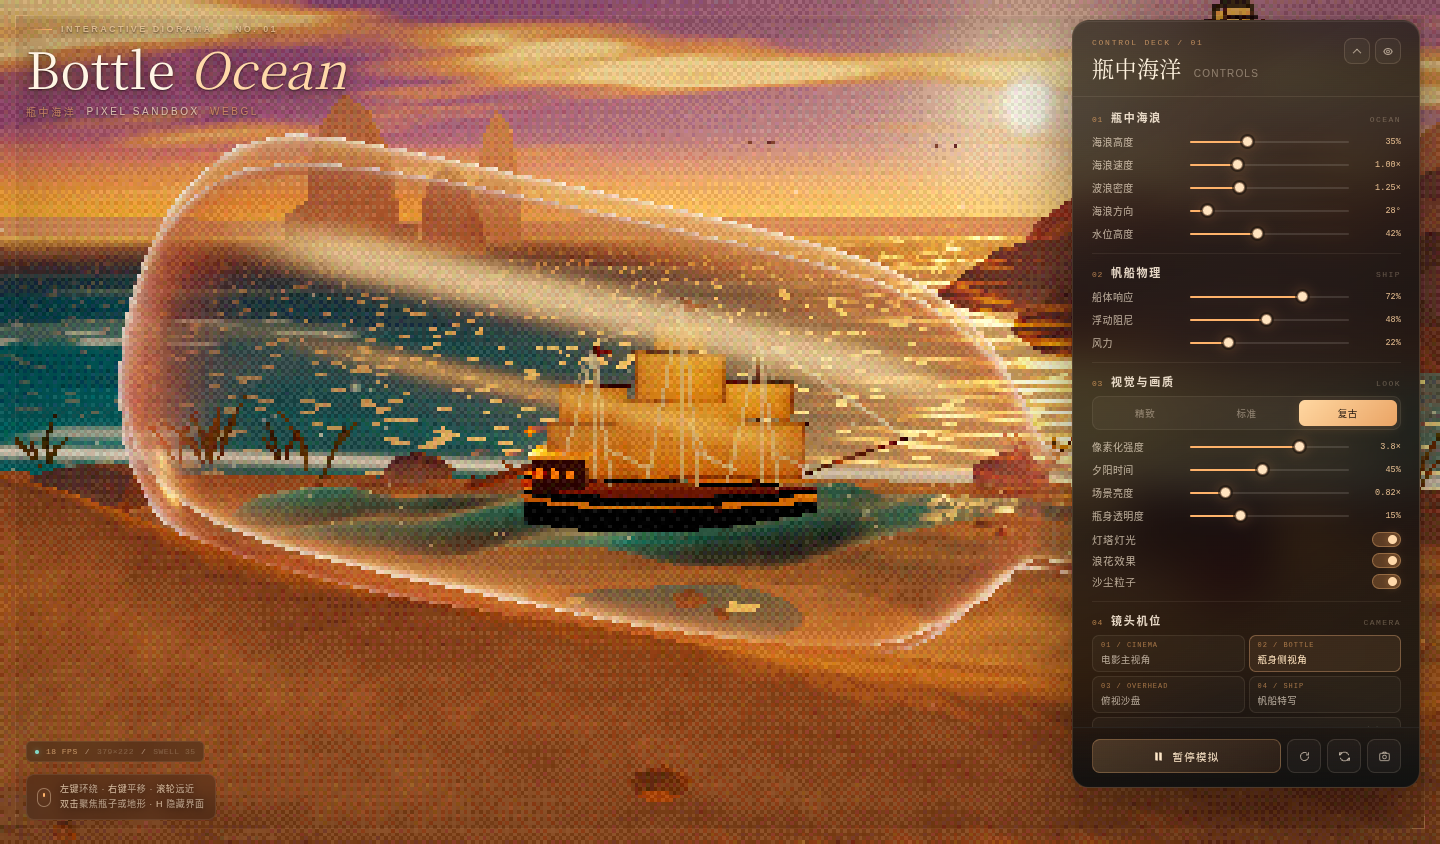 INTERACTIVE DIORAMA NO. 01
Bottle Ocean
瓶中海洋 PIXEL SANDBOX WEBGL
18 FPS / 379×222 / SWELL 35
左键环绕 · 右键平移 · 滚轮远近
双击聚焦瓶子或地形 · H 隐藏界面
CONTROL DECK / 01
瓶中海洋 CONTROLS
01 瓶中海浪 OCEAN
海浪高度 35%
海浪速度 1.00×
波浪密度 1.25×
海浪方向 28°
水位高度 42%
02 帆船物理 SHIP
船体响应 72%
浮动阻尼 48%
风力 22%
03 视觉与画质 LOOK
精致 标准 复古
像素化强度 3.8×
夕阳时间 45%
场景亮度 0.82×
瓶身透明度 15%
灯塔灯光
浪花效果
沙尘粒子
04 镜头机位 CAMERA
01 / CINEMA 02 / BOTTLE
电影主视角 瓶身侧视角
03 / OVERHEAD 04 / SHIP
俯视沙盘 帆船特写
暂停模拟